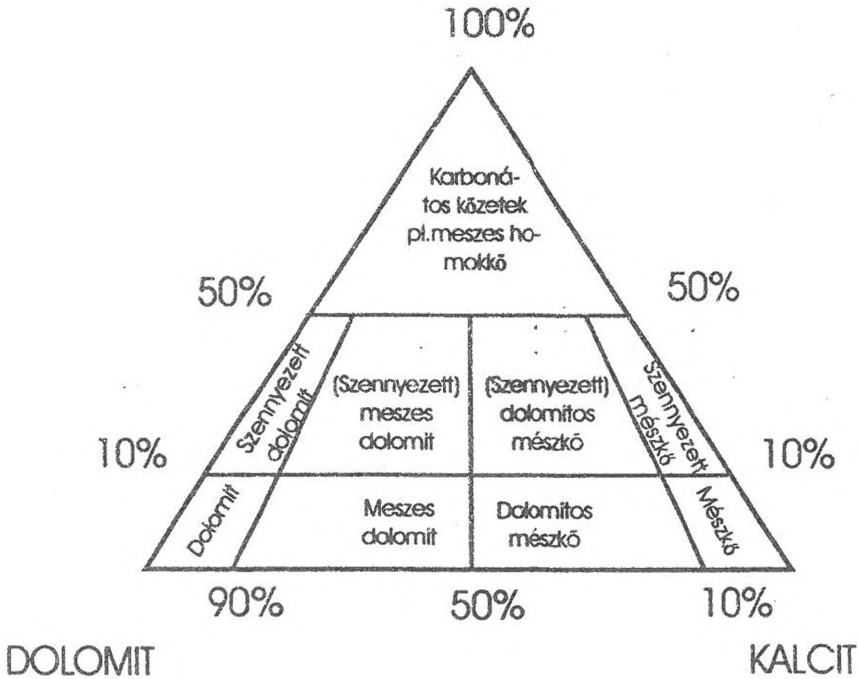 100%
Karboná-
tos kőzetek
pl.meszes ho-
mokkő
50%
50%
Szennyezett
dolomit
(Szennyezett)
meszes
dolomit
(Szennyezett)
dolomitos
mészkő
Szennyezett
mészkő
10%
10%
Dolomit
Meszes
dolomit
Dolomitos
mészkő
Mészkő
90%
50%
10%
DOLOMIT
KALCIT